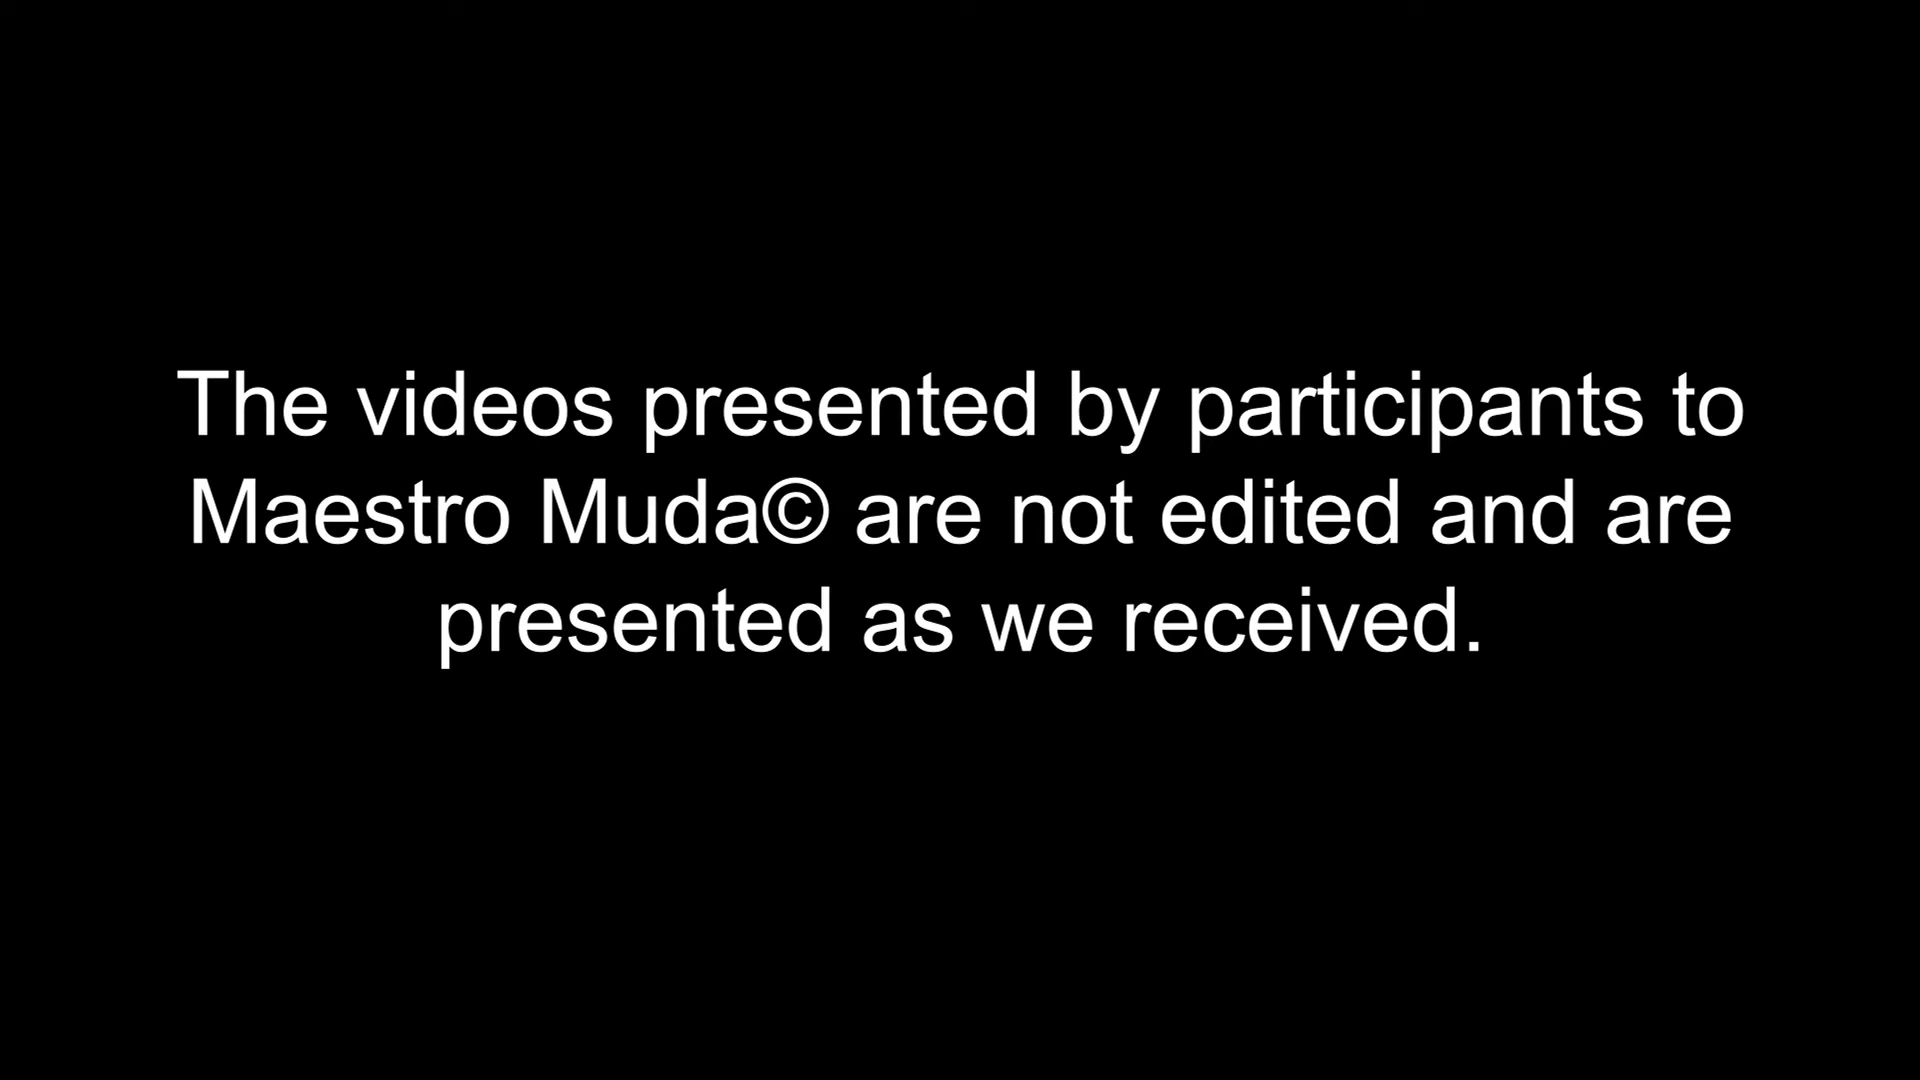 The videos presented by participants to
Maestro Muda© are not edited and are
presented as we received.